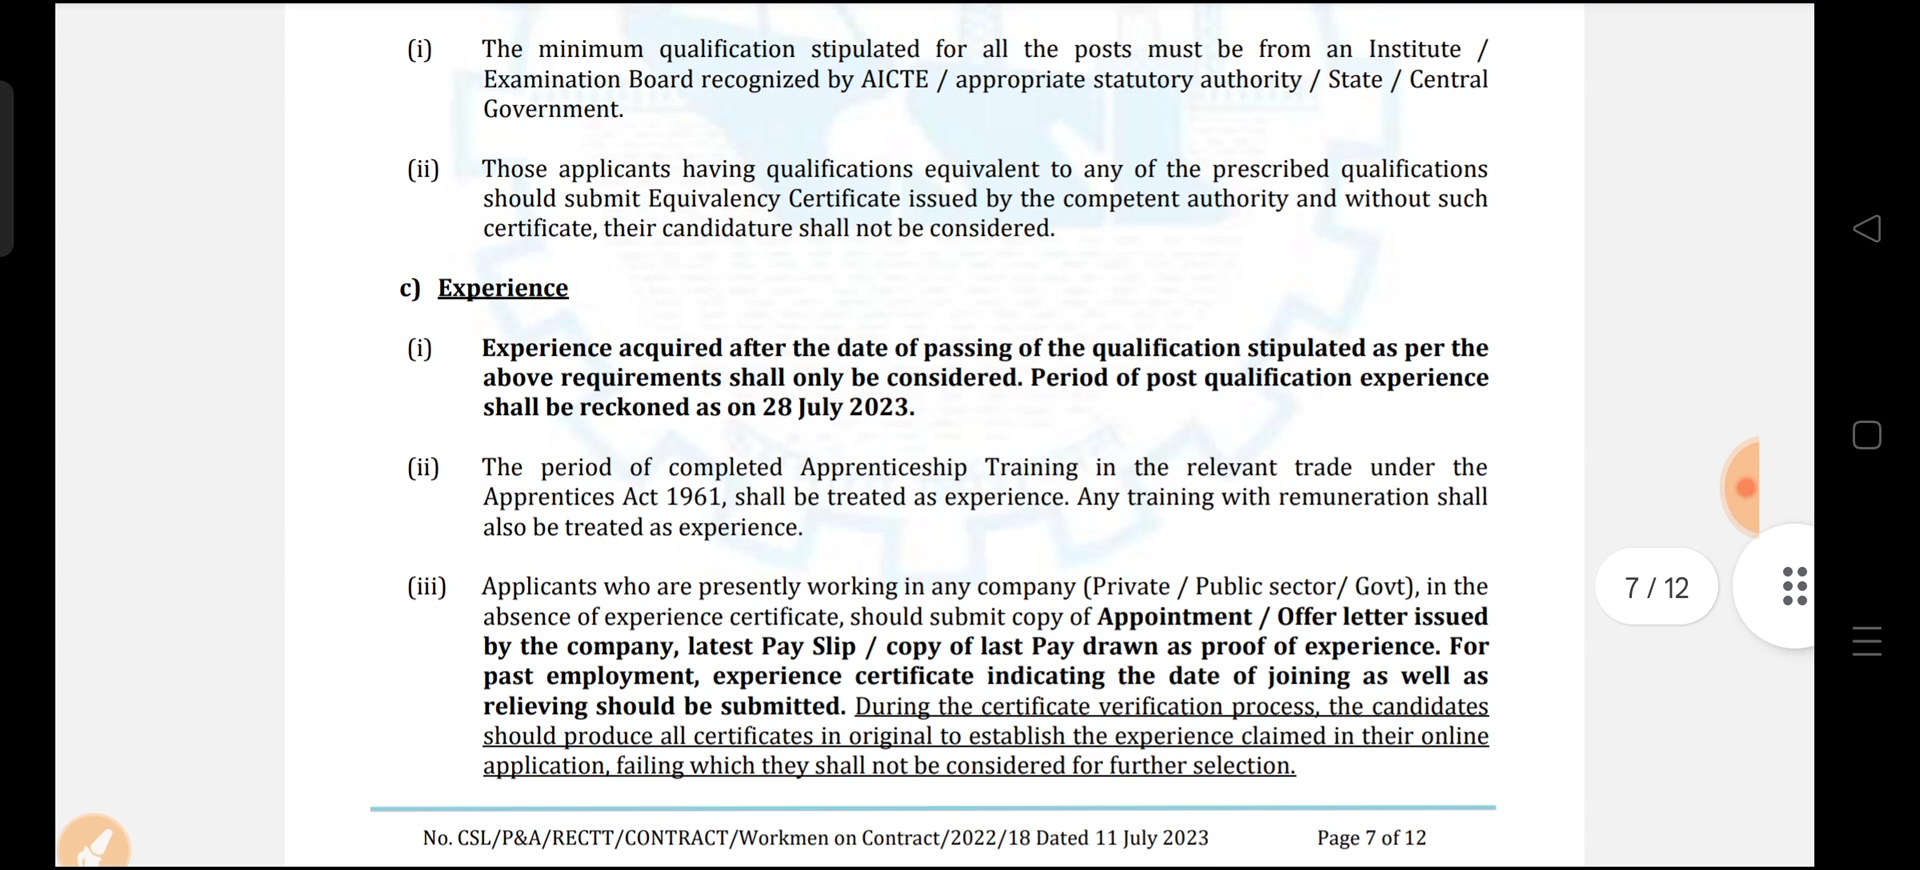 (i) The minimum qualification stipulated for all the posts must be from an Institute /
Examination Board recognized by AICTE / appropriate statutory authority / State / Central
Government.
(ii) Those applicants having qualifications equivalent to any of the prescribed qualifications
should submit Equivalency Certificate issued by the competent authority and without such
certificate, their candidature shall not be considered.
c) Experience
(i) Experience acquired after the date of passing of the qualification stipulated as per the
above requirements shall only be considered. Period of post qualification experience
shall be reckoned as on 28 July 2023.
(ii) The period of completed Apprenticeship Training in the relevant trade under the
Apprentices Act 1961, shall be treated as experience. Any training with remuneration shall
also be treated as experience.
(iii) Applicants who are presently working in any company (Private / Public sector/ Govt), in the
absence of experience certificate, should submit copy of Appointment / Offer letter issued
by the company, latest Pay Slip / copy of last Pay drawn as proof of experience. For
past employment, experience certificate indicating the date of joining as well as
relieving should be submitted. During the certificate verification process, the candidates
should produce all certificates in original to establish the experience claimed in their online
application, failing which they shall not be considered for further selection.
7 / 12
No. CSL/P&A/RECTT/CONTRACT/Workmen on Contract/2022/18 Dated 11 July 2023 Page 7 of 12